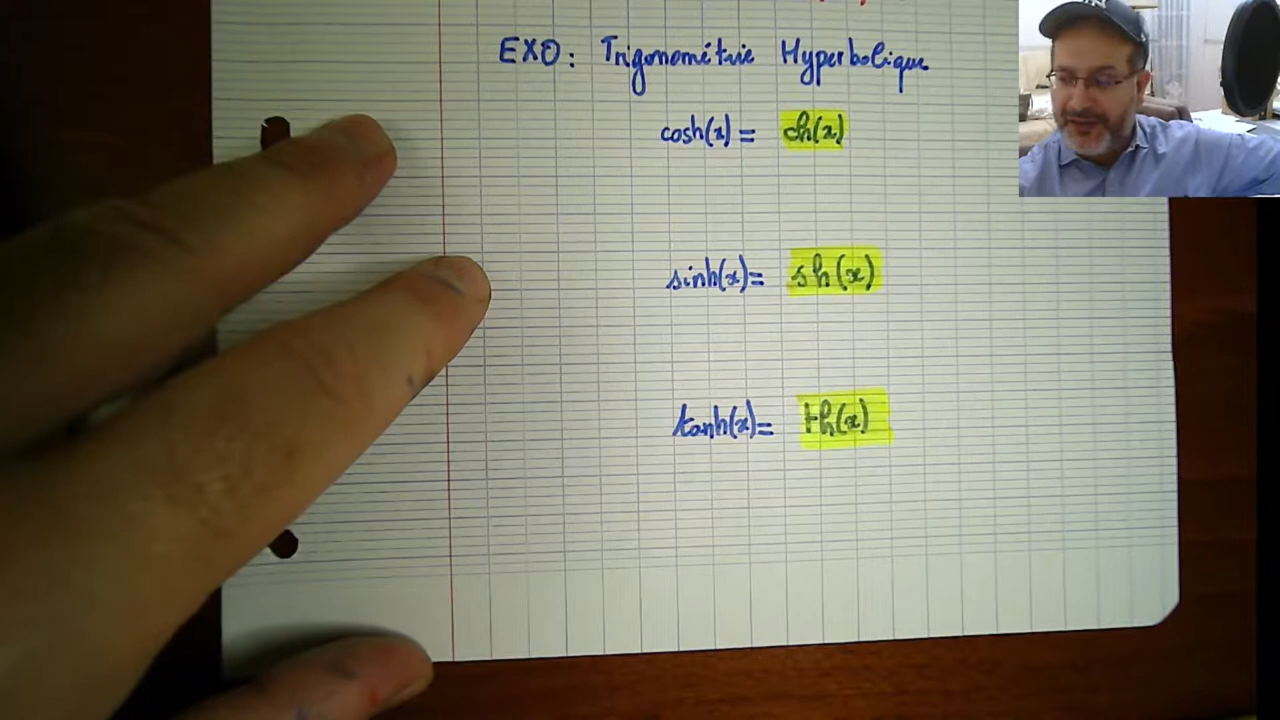 EXO: Trigonométrie Hyperbolique
cosh(x) = ch(x)
sinh(x) = sh(x)
tanh(x) = th(x)